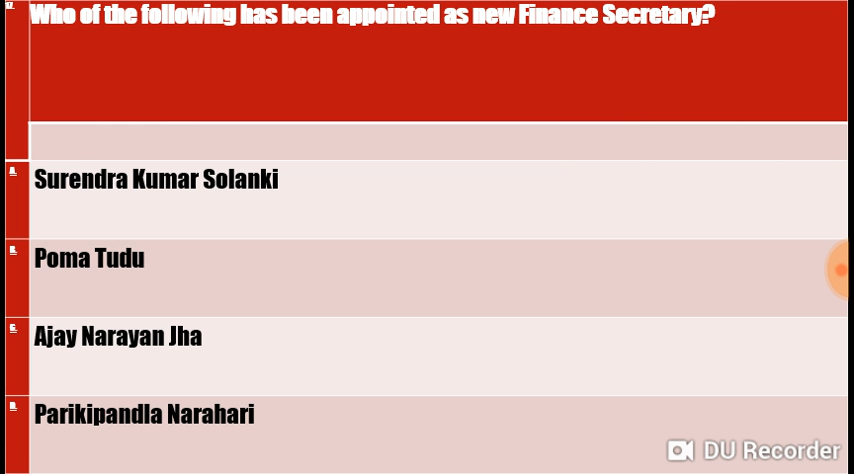 17.
Who of the following has been appointed as new Finance Secretary?
Surendra Kumar Solanki
Poma Tudu
C.
Ajay Narayan Jha
Parikipandla Narahari
DU Recorder